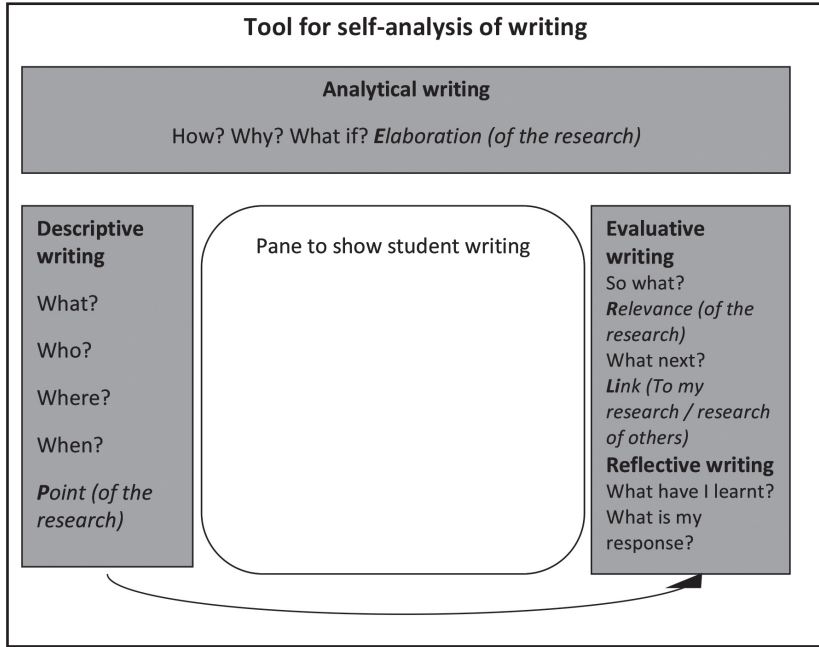 Tool for self-analysis of writing
Analytical writing
How? Why? What if? Elaboration (of the research)
Descriptive
writing
What?
Who?
Where?
When?
Point (of the
research)
Pane to show student writing
Evaluative
writing
So what?
Relevance (of the
research)
What next?
Link (To my
research / research
of others)
Reflective writing
What have I learnt?
What is my
response?